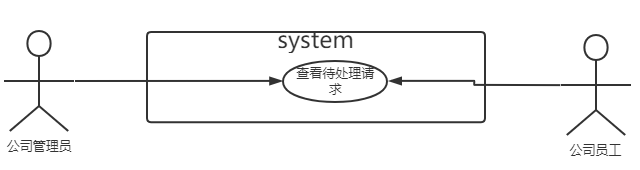 system
查看待处理请
求
公司管理员
公司员工